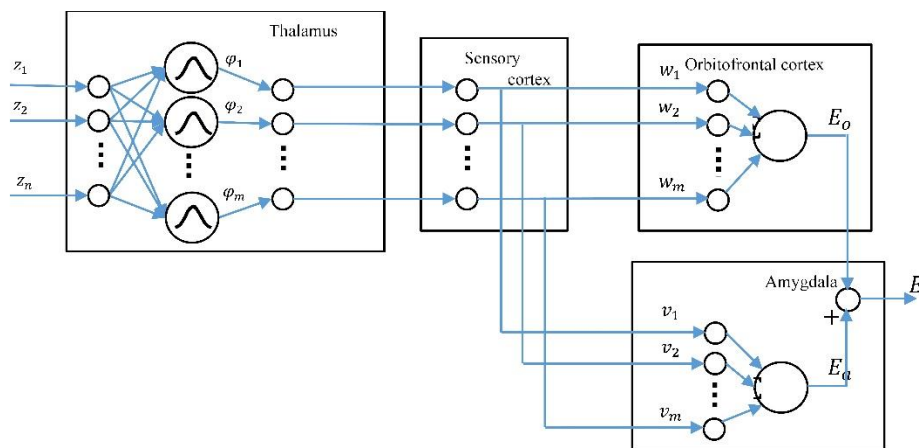 Thalamus
z₁
z₂
zₙ
φ₁
φ₂
φₘ
Sensory
cortex
Orbitofrontal cortex
w₁
w₂
wₘ
Eₒ
Amygdala
v₁
v₂
vₘ
Eₐ
+
E